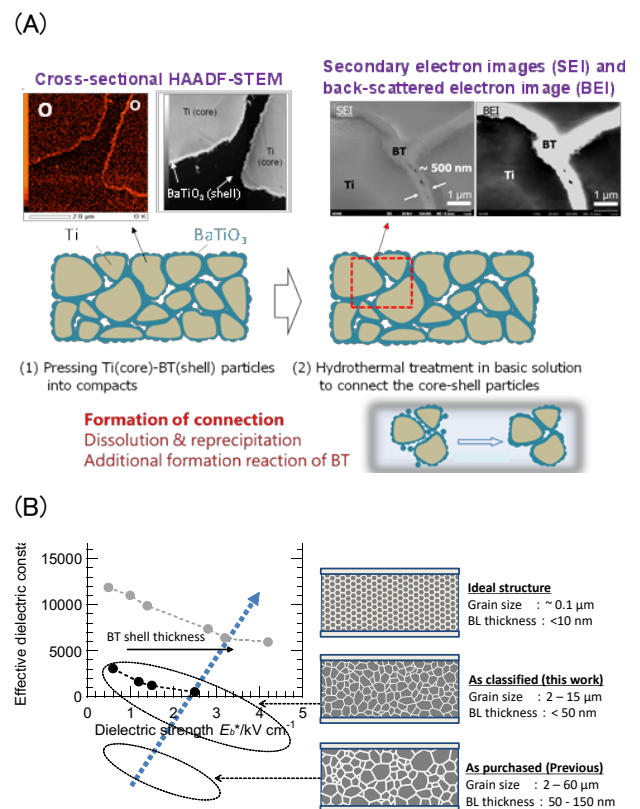 (A)
Cross-sectional HAADF-STEM
Secondary electron images (SEI) and
back-scattered electron image (BEI)
O
O
2.0 µm
O K
Ti (core)
Ti
(core)
BaTiO3 (shell)
SEI
BT
~ 500 nm
Ti
1 µm
BEI
BT
Ti
1 µm
Ti
BaTiO3
(1) Pressing Ti(core)-BT(shell) particles
into compacts
(2) Hydrothermal treatment in basic solution
to connect the core-shell particles
Formation of connection
Dissolution & reprecipitation
Additional formation reaction of BT
(B)
Effective dielectric consta
15000
10000
5000
0
BT shell thickness
0 1 2 3 4 5
Dielectric strength Eb*/kV cm-1
Ideal structure
Grain size : ~ 0.1 µm
BL thickness : <10 nm
As classified (this work)
Grain size : 2 – 15 µm
BL thickness : < 50 nm
As purchased (Previous)
Grain size : 2 – 60 µm
BL thickness : 50 - 150 nm